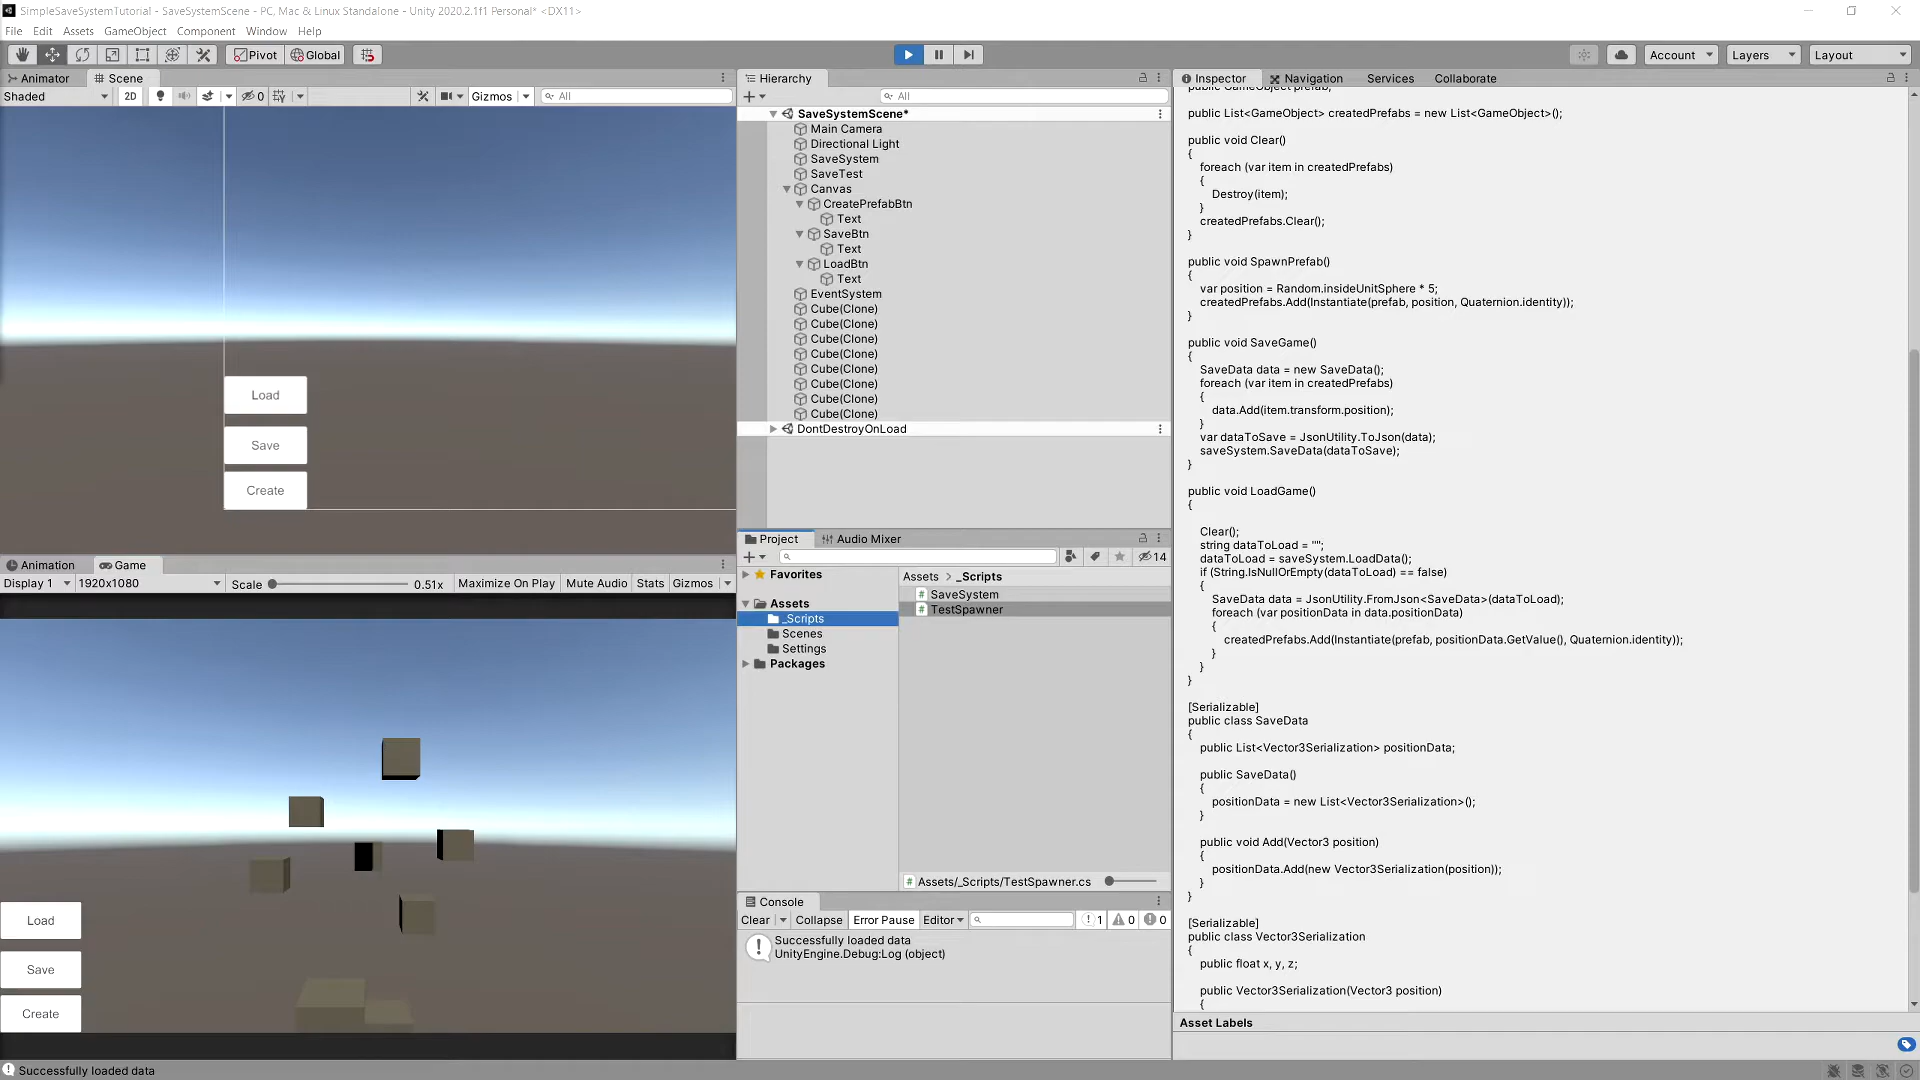 SimpleSaveSystemTutorial - SaveSystemScene - PC, Mac & Linux Standalone - Unity 2020.2.1f1 Personal* <DX11>
File Edit Assets GameObject Component Window Help
Pivot Global Account Layers Layout
Animator Scene
Shaded 2D 0 Gizmos All
Load
Save
Create
Animation Game
Display 1 1920x1080 Scale 0.51x Maximize On Play Mute Audio Stats Gizmos
Load
Save
Create
Hierarchy
All
SaveSystemScene*
Main Camera
Directional Light
SaveSystem
SaveTest
Canvas
CreatePrefabBtn
Text
SaveBtn
Text
LoadBtn
Text
EventSystem
Cube(Clone)
Cube(Clone)
Cube(Clone)
Cube(Clone)
Cube(Clone)
Cube(Clone)
Cube(Clone)
Cube(Clone)
DontDestroyOnLoad
Project Audio Mixer
14
Favorites
Assets
_Scripts
Scenes
Settings
Packages
Assets > _Scripts
SaveSystem
TestSpawner
Assets/_Scripts/TestSpawner.cs
Console
Clear Collapse Error Pause Editor 1 0 0
Successfully loaded data
UnityEngine.Debug:Log (object)
Inspector Navigation Services Collaborate
public GameObject prefab;
public List<GameObject> createdPrefabs = new List<GameObject>();
public void Clear()
{
foreach (var item in createdPrefabs)
{
Destroy(item);
}
createdPrefabs.Clear();
}
public void SpawnPrefab()
{
var position = Random.insideUnitSphere * 5;
createdPrefabs.Add(Instantiate(prefab, position, Quaternion.identity));
}
public void SaveGame()
{
SaveData data = new SaveData();
foreach (var item in createdPrefabs)
{
data.Add(item.transform.position);
}
var dataToSave = JsonUtility.ToJson(data);
saveSystem.SaveData(dataToSave);
}
public void LoadGame()
{
Clear();
string dataToLoad = "";
dataToLoad = saveSystem.LoadData();
if (String.IsNullOrEmpty(dataToLoad) == false)
{
SaveData data = JsonUtility.FromJson<SaveData>(dataToLoad);
foreach (var positionData in data.positionData)
{
createdPrefabs.Add(Instantiate(prefab, positionData.GetValue(), Quaternion.identity));
}
}
}
[Serializable]
public class SaveData
{
public List<Vector3Serialization> positionData;
public SaveData()
{
positionData = new List<Vector3Serialization>();
}
public void Add(Vector3 position)
{
positionData.Add(new Vector3Serialization(position));
}
}
[Serializable]
public class Vector3Serialization
{
public float x, y, z;
public Vector3Serialization(Vector3 position)
{
Asset Labels
Successfully loaded data